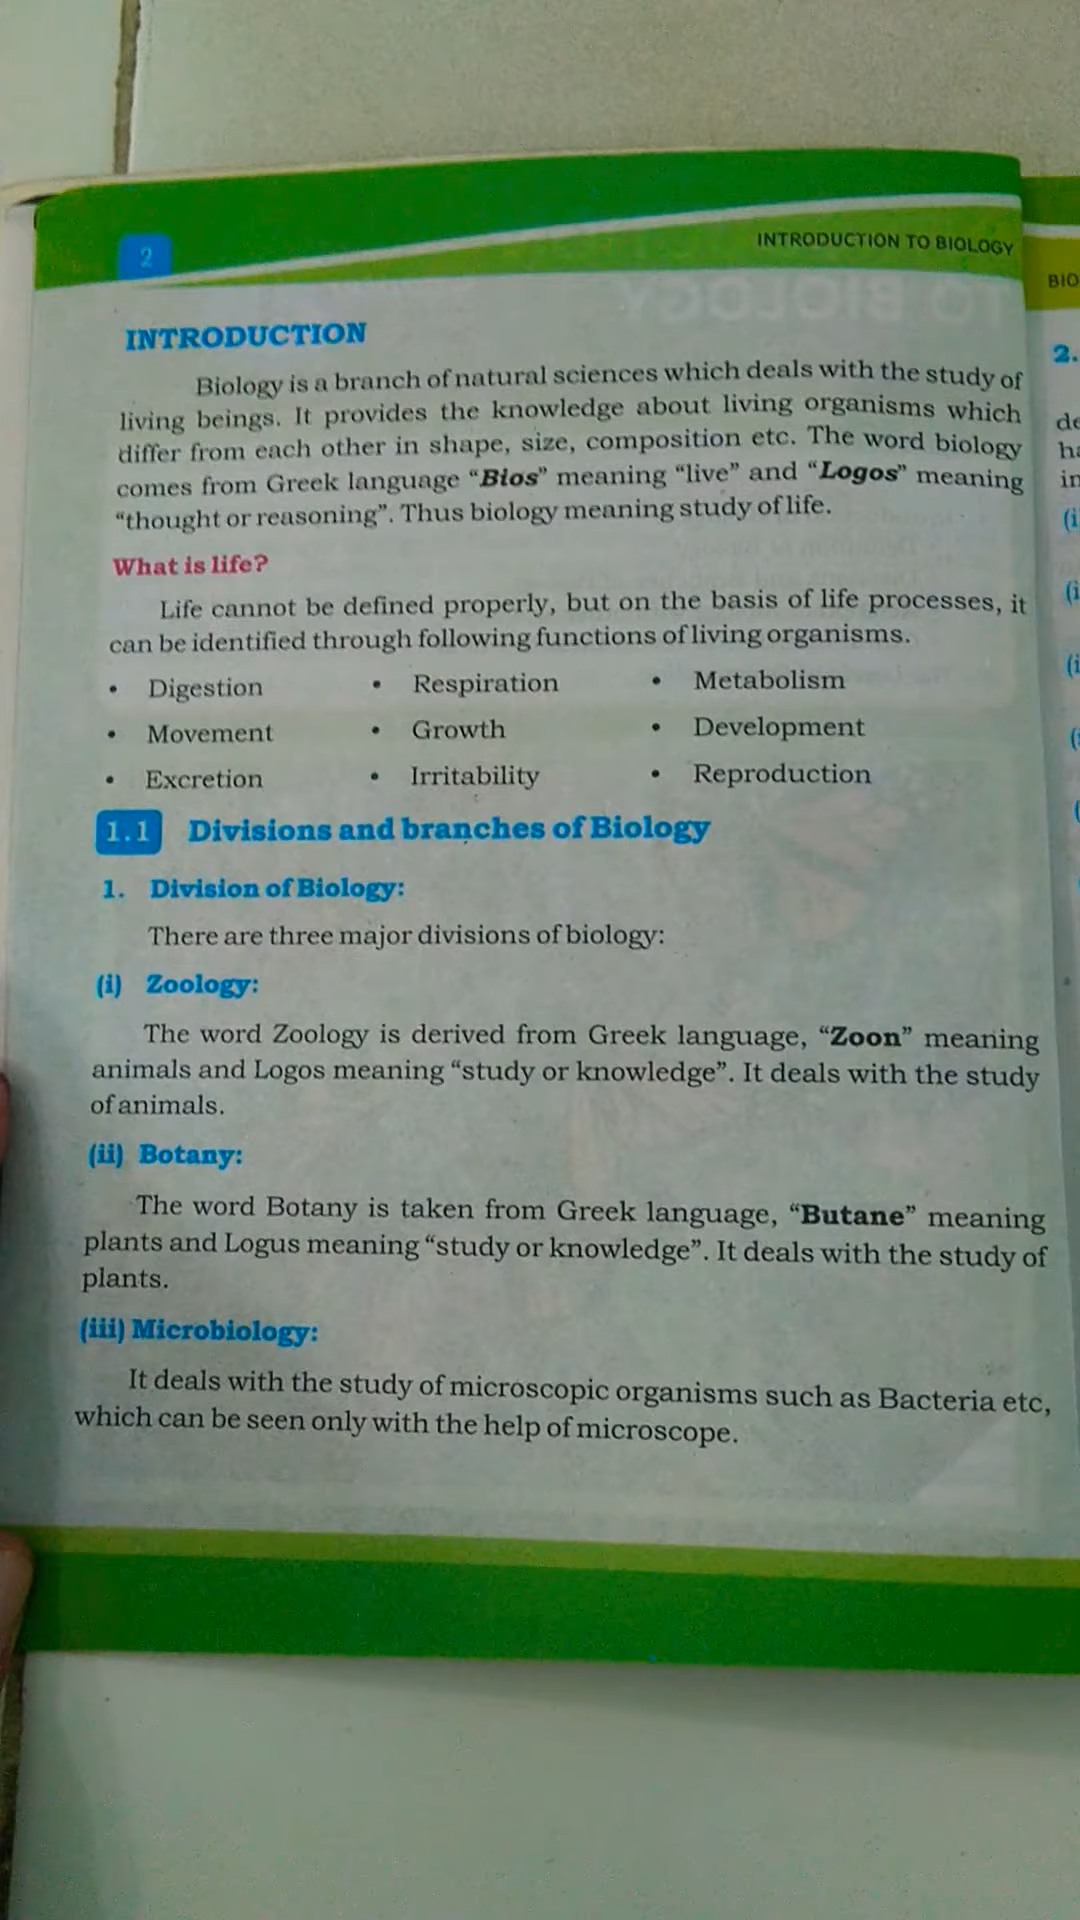 2
INTRODUCTION TO BIOLOGY
INTRODUCTION
Biology is a branch of natural sciences which deals with the study of
living beings. It provides the knowledge about living organisms which
differ from each other in shape, size, composition etc. The word biology
comes from Greek language “Bios” meaning “live” and “Logos” meaning
“thought or reasoning”. Thus biology meaning study of life.
What is life?
Life cannot be defined properly, but on the basis of life processes, it
can be identified through following functions of living organisms.
• Digestion • Respiration • Metabolism
• Movement • Growth • Development
• Excretion • Irritability • Reproduction
1.1 Divisions and branches of Biology
1. Division of Biology:
There are three major divisions of biology:
(i) Zoology:
The word Zoology is derived from Greek language, “Zoon” meaning
animals and Logos meaning “study or knowledge”. It deals with the study
of animals.
(ii) Botany:
The word Botany is taken from Greek language, “Butane” meaning
plants and Logus meaning “study or knowledge”. It deals with the study of
plants.
(iii) Microbiology:
It deals with the study of microscopic organisms such as Bacteria etc,
which can be seen only with the help of microscope.
BIO
2.